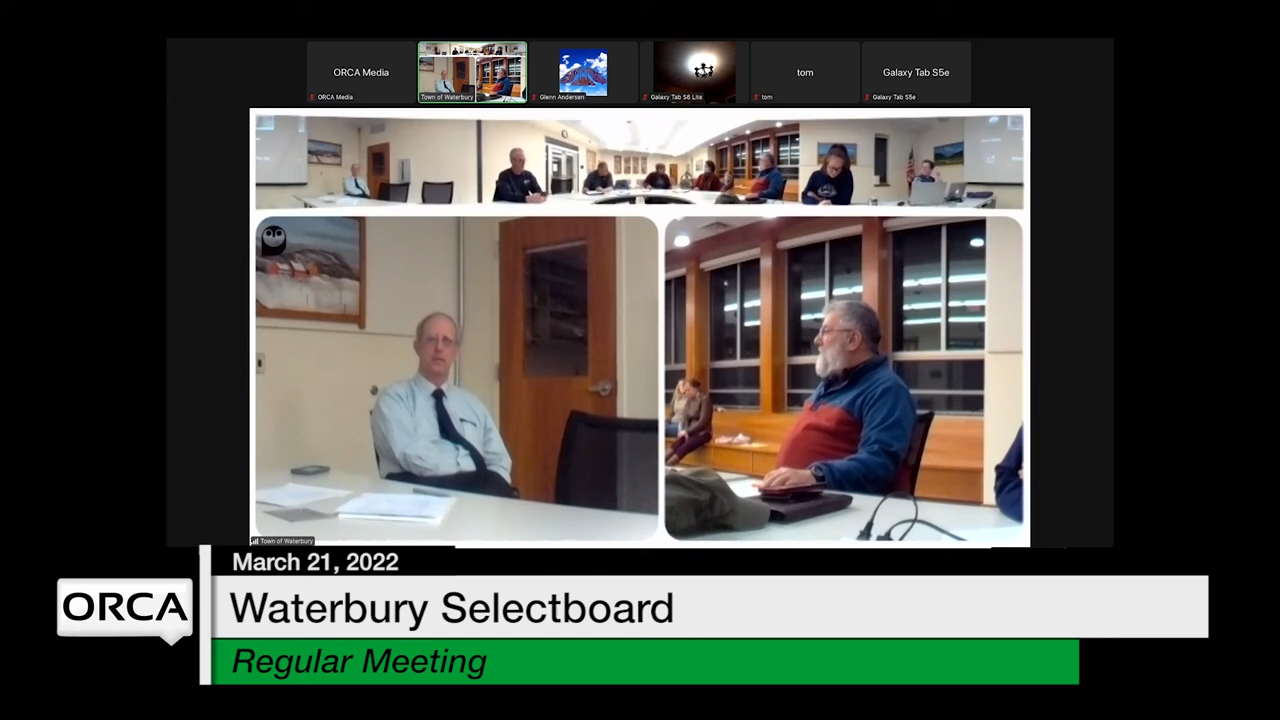 ORCA Media
tom
Galaxy Tab S5e
ORCA Media
Town of Waterbury
Glenn Andersen
Galaxy Tab S6 Lite
tom
Galaxy Tab S5e
Town of Waterbury
March 21, 2022
ORCA
Waterbury Selectboard
Regular Meeting